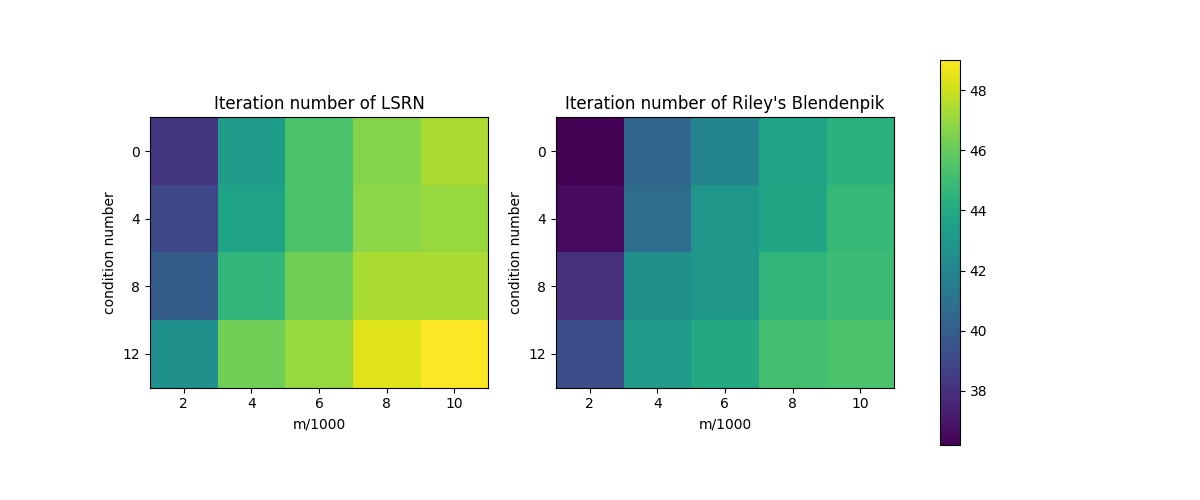 Iteration number of LSRN
0
4
8
12
condition number
2 4 6 8 10
m/1000
Iteration number of Riley's Blendenpik
0
4
8
12
condition number
2 4 6 8 10
m/1000
48
46
44
42
40
38